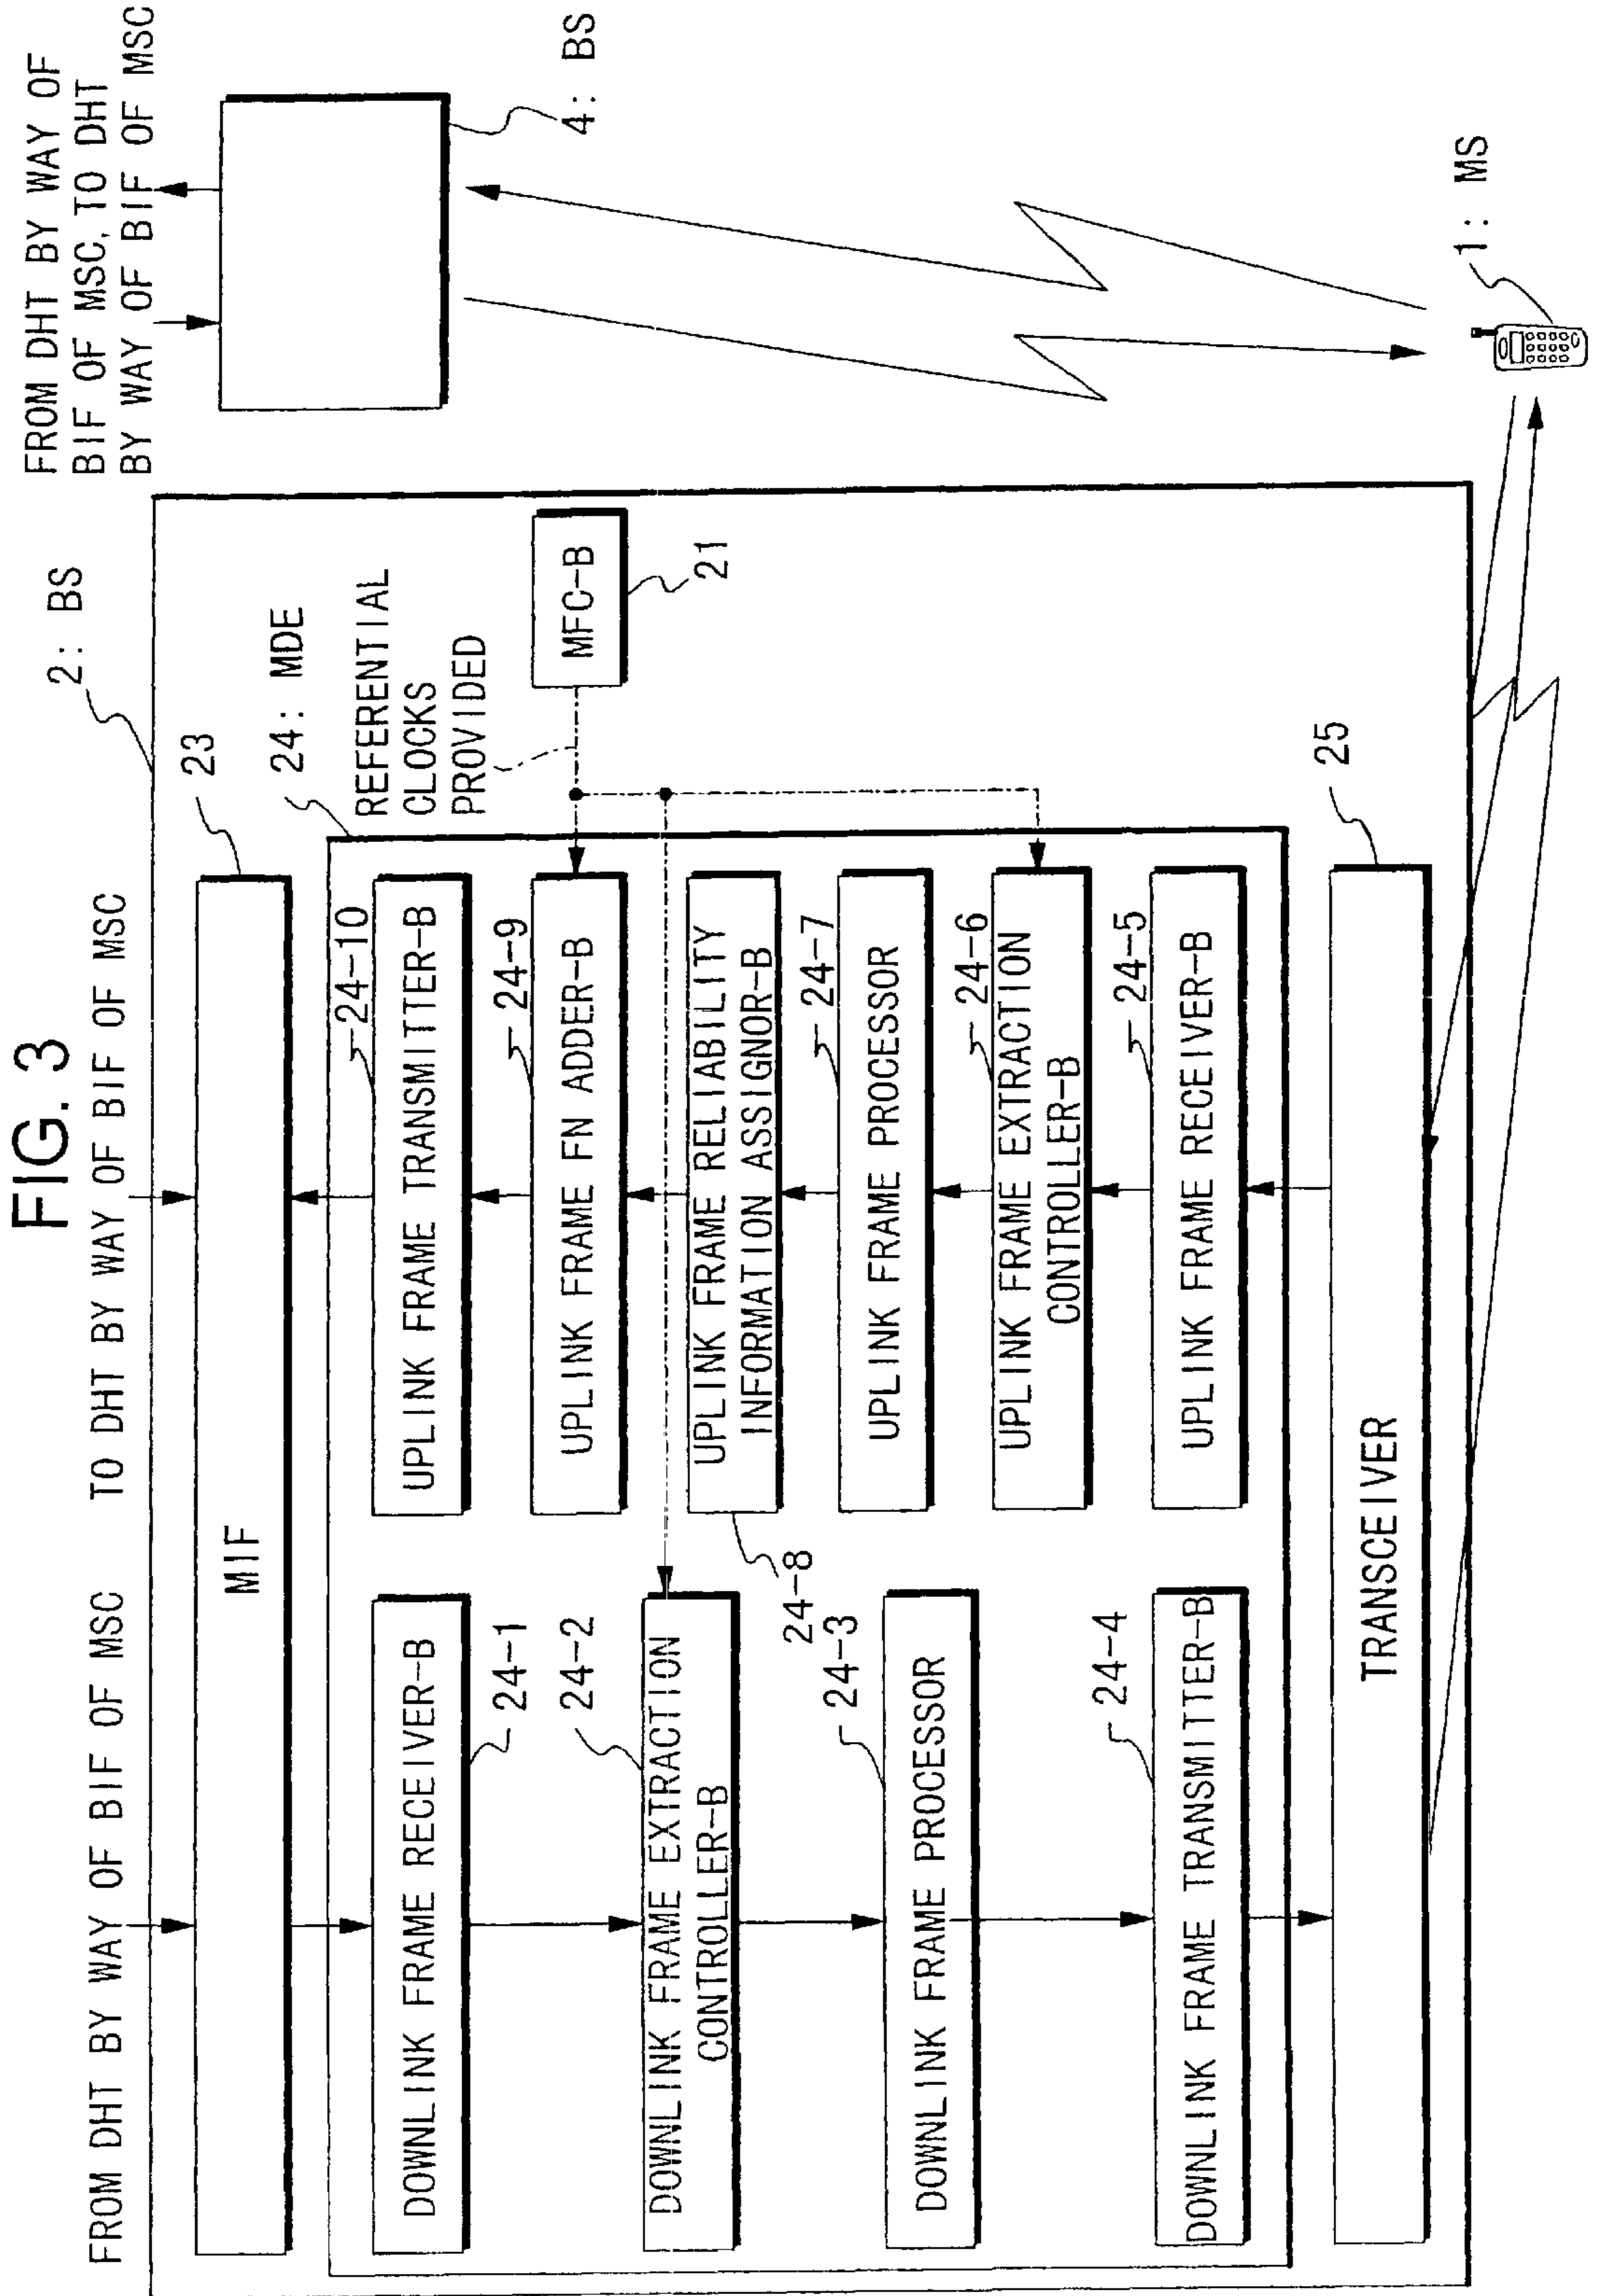 FIG. 3
FROM DHT BY WAY OF BIF OF MSC
TO DHT BY WAY OF BIF OF MSC
FROM DHT BY WAY OF
BIF OF MSC, TO DHT
BY WAY OF BIF OF MSC
2: BS
4: BS
MIF
23
24: MDE
REFERENTIAL
CLOCKS
PROVIDED
MFC-B
21
DOWNLINK FRAME RECEIVER-B
24-1
24-2
DOWNLINK FRAME EXTRACTION
CONTROLLER-B
24-3
DOWNLINK FRAME PROCESSOR
24-4
DOWNLINK FRAME TRANSMITTER-B
24-10
UPLINK FRAME TRANSMITTER-B
24-9
UPLINK FRAME FN ADDER-B
UPLINK FRAME RELIABILITY
INFORMATION ASSIGNOR-B
24-8
24-7
UPLINK FRAME PROCESSOR
24-6
UPLINK FRAME EXTRACTION
CONTROLLER-B
24-5
UPLINK FRAME RECEIVER-B
25
TRANSCEIVER
1: MS